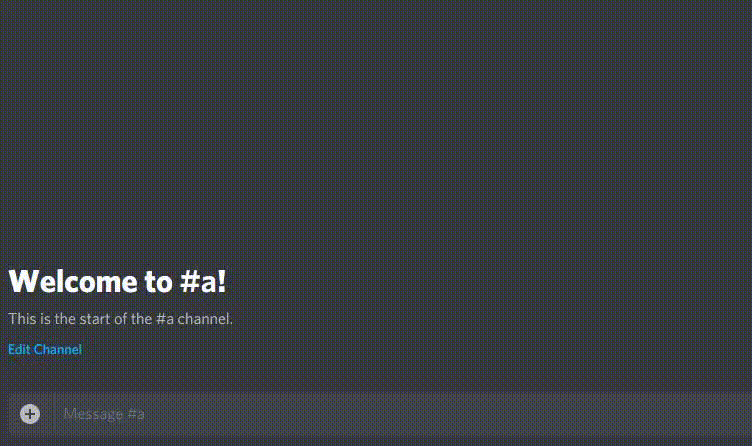 Welcome to #a!
This is the start of the #a channel.
Edit Channel
Message #a